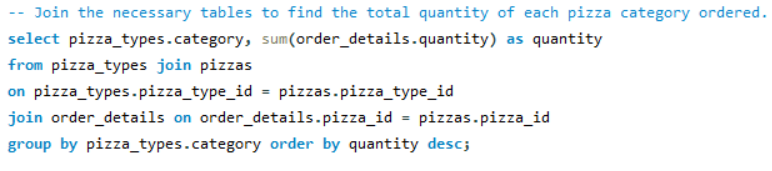 -- Join the necessary tables to find the total quantity of each pizza category ordered.
select pizza_types.category, sum(order_details.quantity) as quantity
from pizza_types join pizzas
on pizza_types.pizza_type_id = pizzas.pizza_type_id
join order_details on order_details.pizza_id = pizzas.pizza_id
group by pizza_types.category order by quantity desc;